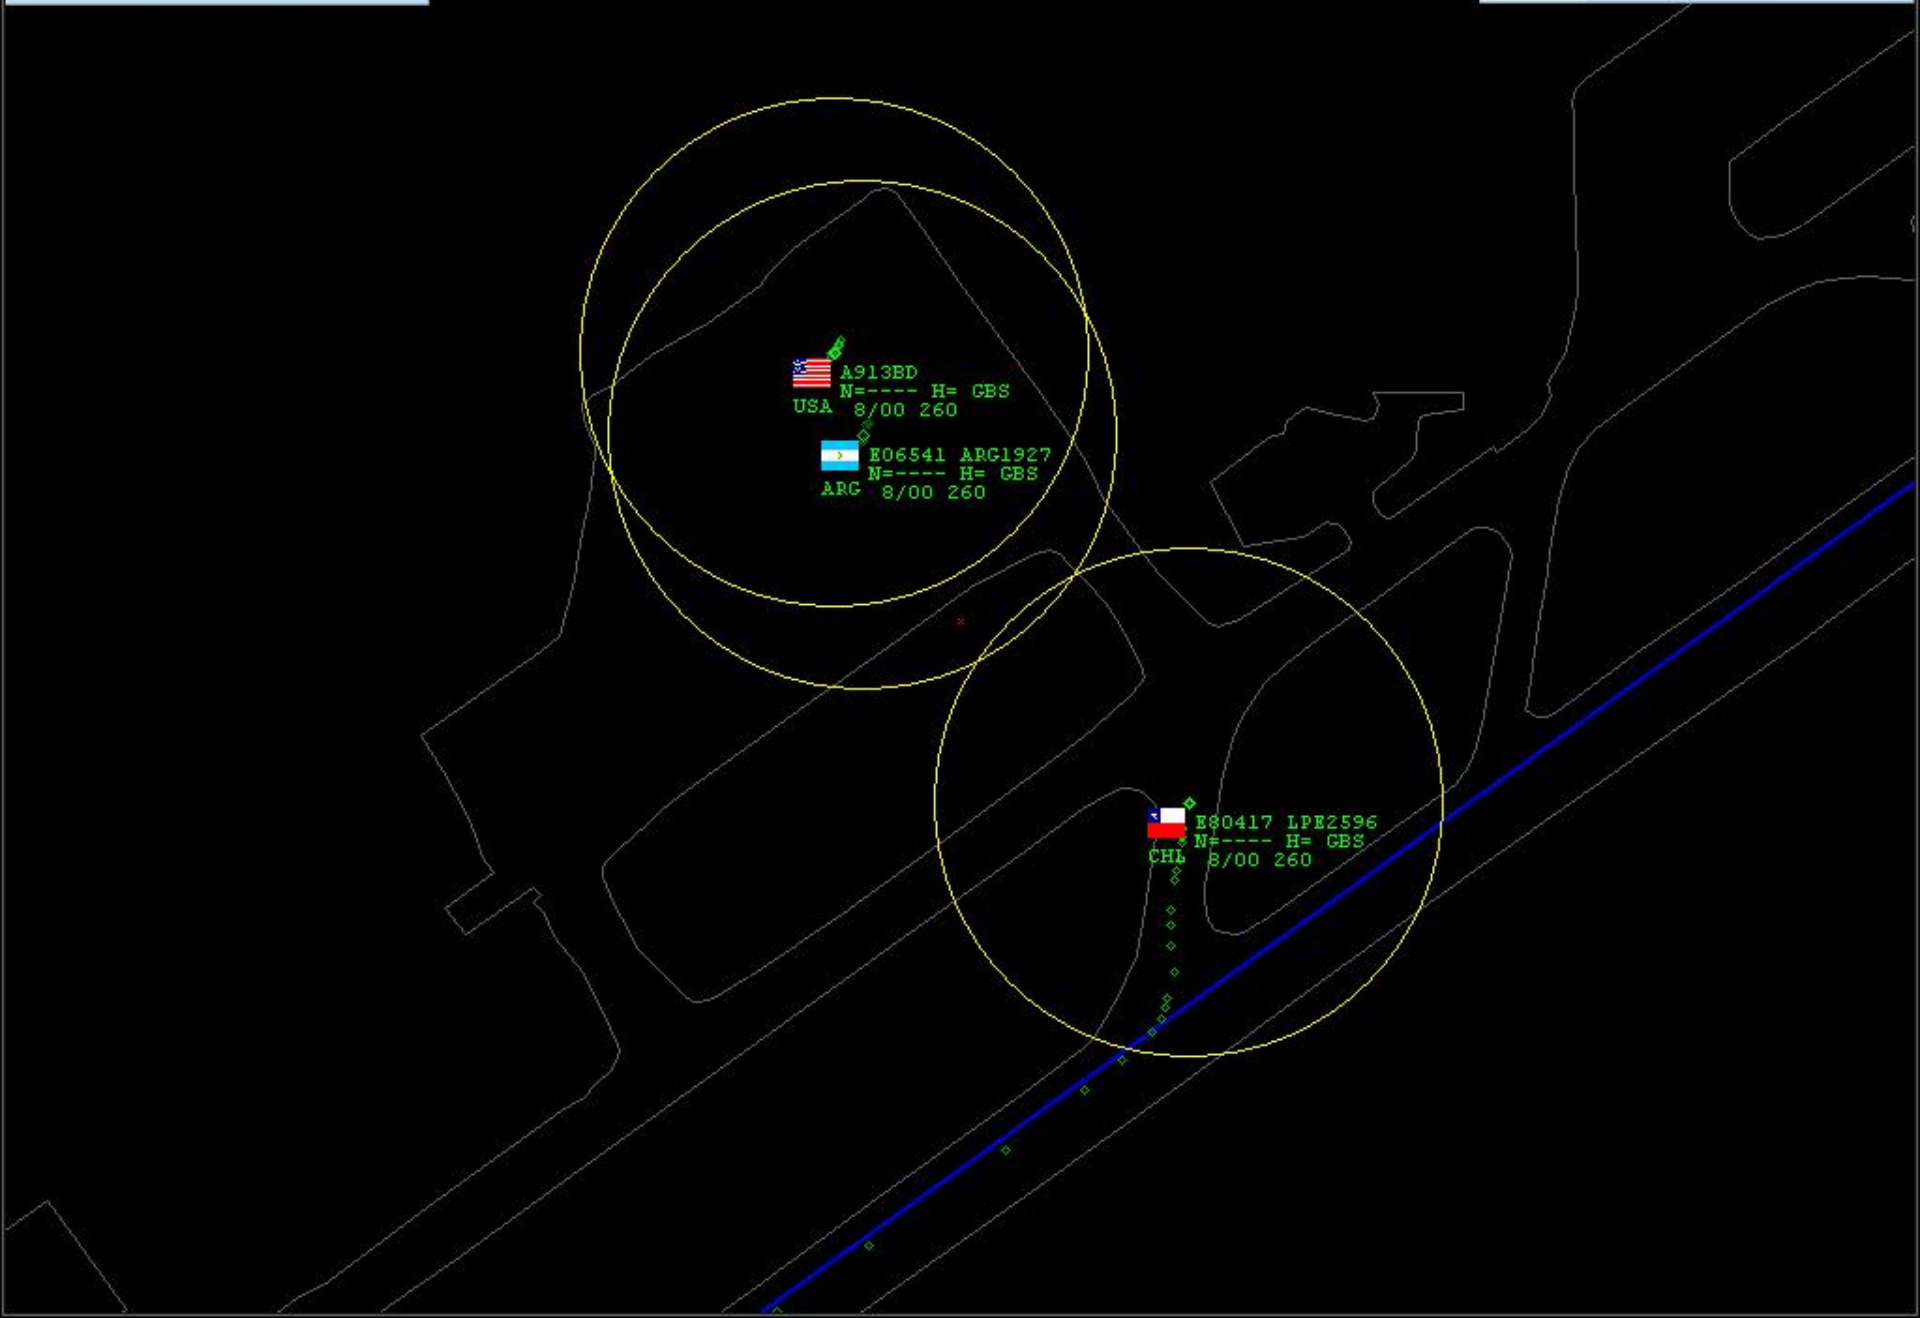 A913BD
N=---- H= GBS
USA 8/00 260
E06541 ARG1927
N=---- H= GBS
ARG 8/00 260
E80417 LPE2596
N=---- H= GBS
CHL 8/00 260